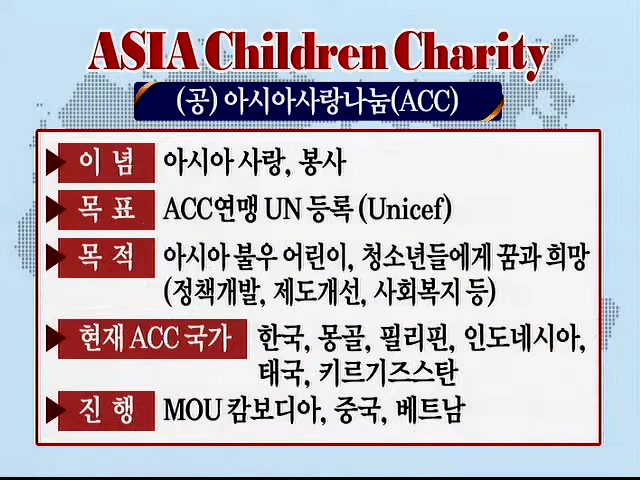 ASIA Children Charity
(공) 아시아사랑나눔(ACC)
이 념 아시아 사랑, 봉사
목 표 ACC연맹 UN 등록 (Unicef)
목 적 아시아 불우 어린이, 청소년들에게 꿈과 희망
(정책개발, 제도개선, 사회복지 등)
현재 ACC 국가 한국, 몽골, 필리핀, 인도네시아,
태국, 키르기즈스탄
진 행 MOU 캄보디아, 중국, 베트남